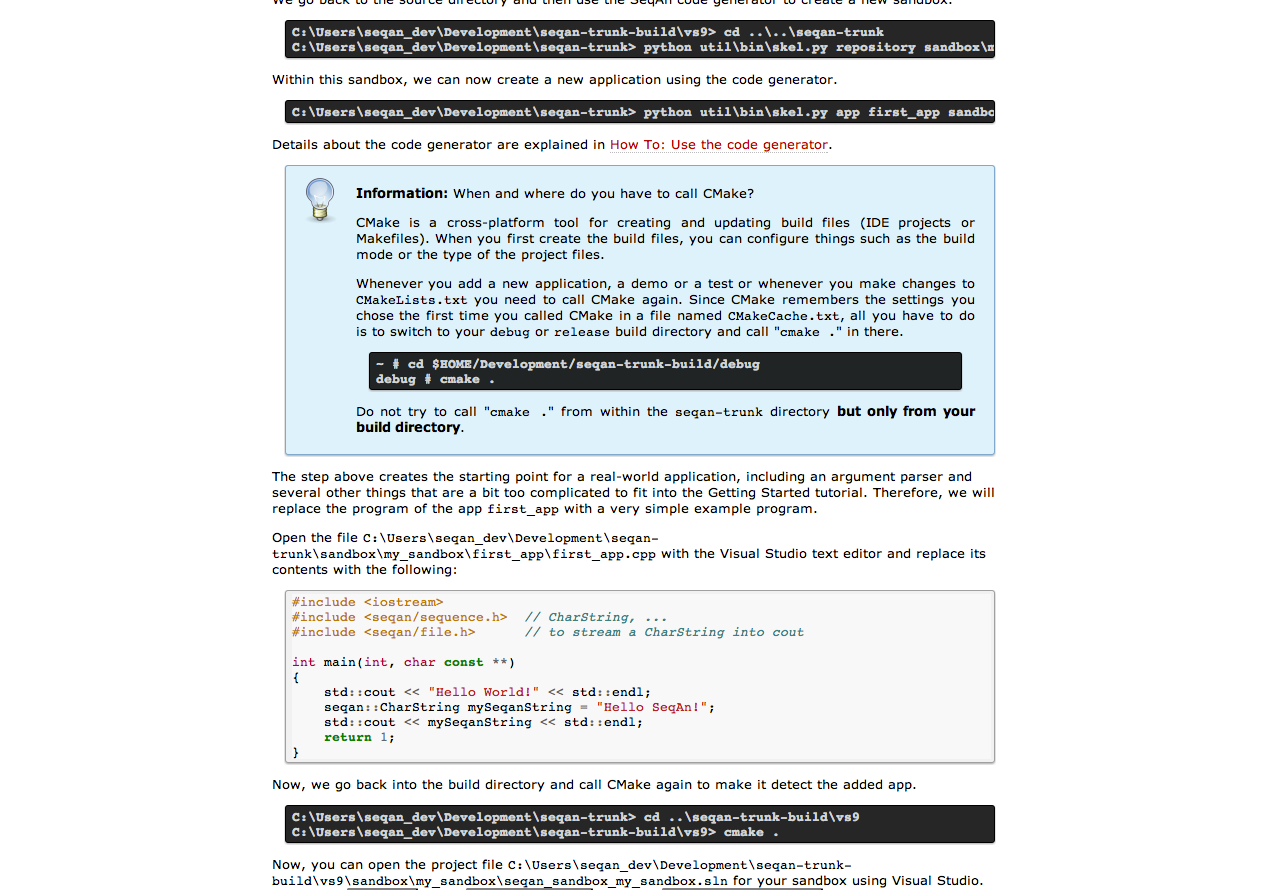 We go back to the source directory and then use the SeqAn code generator to create a new sandbox.
C:\Users\seqan_dev\Development\seqan-trunk-build\vs9> cd ..\..\seqan-trunk
C:\Users\seqan_dev\Development\seqan-trunk> python util\bin\skel.py repository sandbox\m
Within this sandbox, we can now create a new application using the code generator.
C:\Users\seqan_dev\Development\seqan-trunk> python util\bin\skel.py app first_app sandbo
Details about the code generator are explained in How To: Use the code generator.
Information: When and where do you have to call CMake?
CMake is a cross-platform tool for creating and updating build files (IDE projects or
Makefiles). When you first create the build files, you can configure things such as the build
mode or the type of the project files.
Whenever you add a new application, a demo or a test or whenever you make changes to
CMakeLists.txt you need to call CMake again. Since CMake remembers the settings you
chose the first time you called CMake in a file named CMakeCache.txt, all you have to do
is to switch to your debug or release build directory and call "cmake ." in there.
~ # cd $HOME/Development/seqan-trunk-build/debug
debug # cmake .
Do not try to call "cmake ." from within the seqan-trunk directory but only from your
build directory.
The step above creates the starting point for a real-world application, including an argument parser and
several other things that are a bit too complicated to fit into the Getting Started tutorial. Therefore, we will
replace the program of the app first_app with a very simple example program.
Open the file C:\Users\seqan_dev\Development\seqan-
trunk\sandbox\my_sandbox\first_app\first_app.cpp with the Visual Studio text editor and replace its
contents with the following:
#include <iostream>
#include <seqan/sequence.h>  // CharString, ...
#include <seqan/file.h>      // to stream a CharString into cout
int main(int, char const **)
{
    std::cout << "Hello World!" << std::endl;
    seqan::CharString mySeqanString = "Hello SeqAn!";
    std::cout << mySeqanString << std::endl;
    return 1;
}
Now, we go back into the build directory and call CMake again to make it detect the added app.
C:\Users\seqan_dev\Development\seqan-trunk> cd ..\seqan-trunk-build\vs9
C:\Users\seqan_dev\Development\seqan-trunk-build\vs9> cmake .
Now, you can open the project file C:\Users\seqan_dev\Development\seqan-trunk-
build\vs9\sandbox\my_sandbox\seqan_sandbox_my_sandbox.sln for your sandbox using Visual Studio.